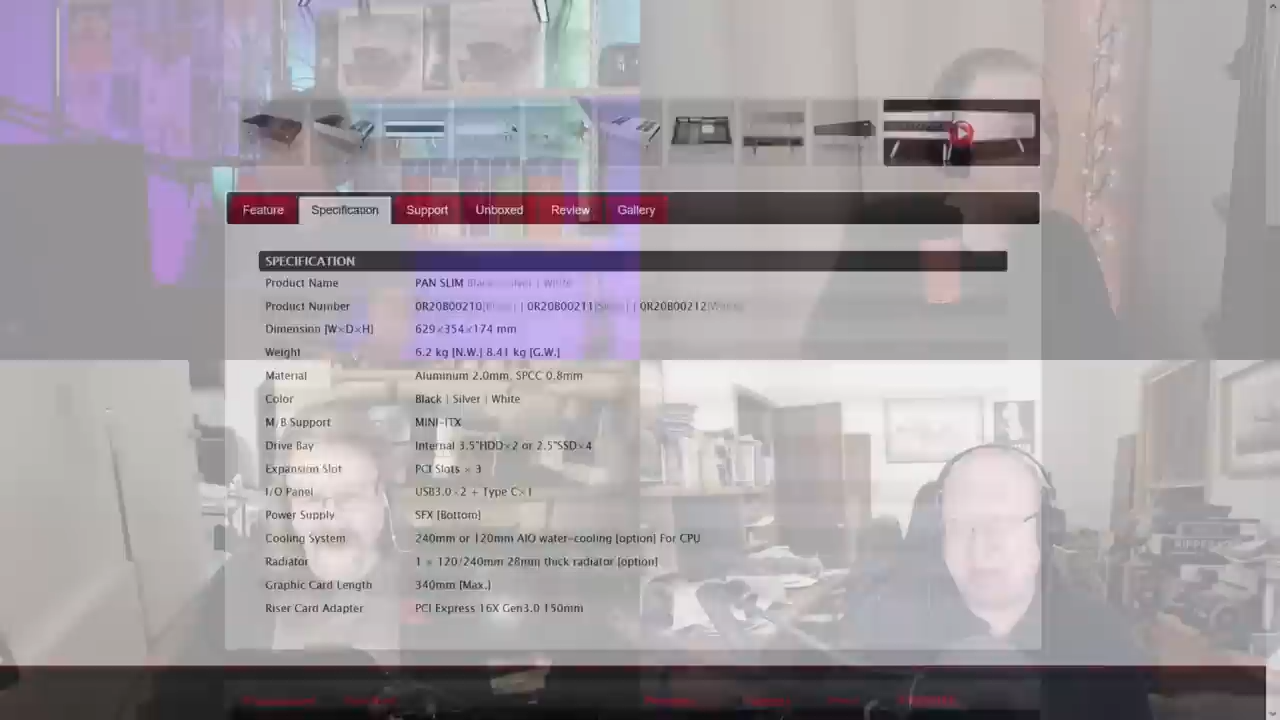 Feature Specification Support Unboxed Review Gallery
SPECIFICATION
Product Name PAN SLIM Black | Silver | White
Product Number 0R20B00210 | 0R20B00211 | 0R20B00212
Dimension [W×D×H] 629×354×174 mm
Weight 6.2 kg [N.W.] 8.41 kg [G.W.]
Material Aluminum 2.0mm, SPCC 0.8mm
Color Black | Silver | White
M/B Support MINI-ITX
Drive Bay Internal 3.5"HDD×2 or 2.5"SSD×4
Expansion Slot PCI Slots × 3
I/O Panel USB3.0×2 + Type C×1
Power Supply SFX [Bottom]
Cooling System 240mm or 120mm AIO water-cooling [option] For CPU
Radiator 1 × 120/240mm 28mm thick radiator [option]
Graphic Card Length 340mm [Max.]
Riser Card Adapter PCI Express 16X Gen3.0 150mm